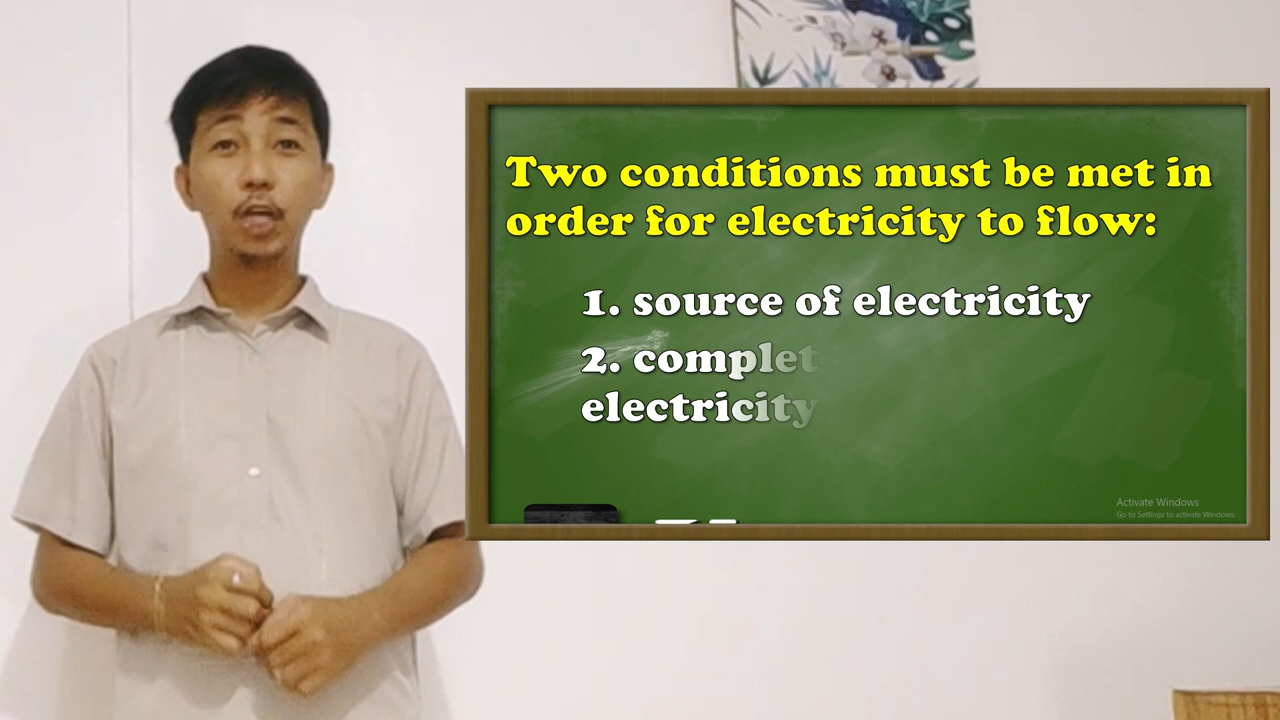 Two conditions must be met in
order for electricity to flow:
1. source of electricity
2. complet
electricity
Activate Windows
Go to Settings to activate Windows.